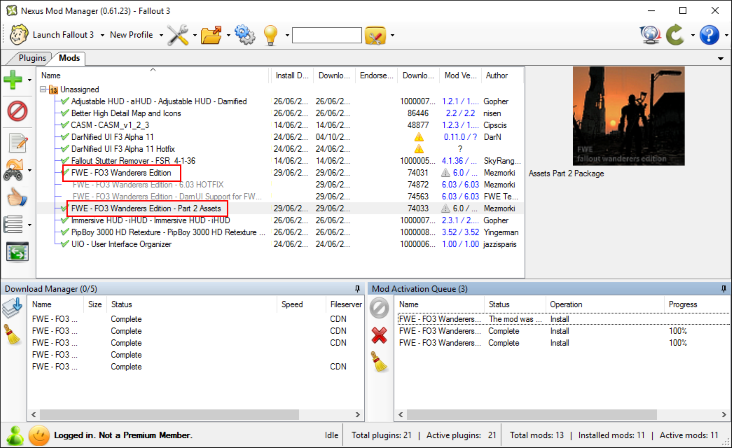 Nexus Mod Manager (0.61.23) - Fallout 3
Launch Fallout 3 New Profile
Plugins Mods
Name Install D... Downlo... Endorse... Downlo... Mod Ve... Author
Unassigned
Adjustable HUD - aHUD - Adjustable HUD - Darnified 26/06/2... 26/06/2... 1000007... 1.2.1 / 1... Gopher
Better High Detail Map and Icons 26/06/2... 26/06/2... 86446 2.2 / 2.2 nisen
CASM - CASM_v1_2_3 26/06/2... 26/06/2... 48877 1.2.3 / 1... Cipscis
DarNified UI F3 Alpha 11 24/06/2... 04/10/2... 0.11.0 / ? DarN
DarNified UI F3 Alpha 11 Hotfix 24/06/2... 24/06/2... ?
Fallout Stutter Remover - FSR_4-1-36 26/06/2... 26/06/2... 1000005... 4.1.36 / ... SkyRang...
FWE - FO3 Wanderers Edition 29/06/2... 29/06/2... 74031 6.0 / ... Mezmorki
FWE - FO3 Wanderers Edition - 6.03 HOTFIX 29/06/2... 74872 6.03 / 6.03 Mezmorki
FWE - FO3 Wanderers Edition - DarnUI Support for FW... 29/06/2... 74563 6.03 / 6.03 FWE Te...
FWE - FO3 Wanderers Edition - Part 2 Assets 29/06/2... 29/06/2... 74033 6.0 / ... Mezmorki
Immersive HUD - iHUD - Immersive HUD - iHUD 26/06/2... 26/06/2... 1000007... 2.3.1 / 2... Gopher
PipBoy 3000 HD Retexture - PipBoy 3000 HD Retexture ... 26/06/2... 26/06/2... 1000008... 3.52 / 3.52 Yingerman
UIO - User Interface Organizer 24/06/2... 24/06/2... 1000006... 1.00 / 1.00 jazzisparis
FWE
fallout wanderers edition
Assets Part 2 Package
Download Manager (0/5)
Name Size Status Speed Fileserver
FWE - FO3 ... Complete CDN
FWE - FO3 ... Complete CDN
FWE - FO3 ... Complete CDN
FWE - FO3 ... Complete
FWE - FO3 ... Complete CDN
Mod Activation Queue (3)
Name Status Operation Progress
FWE - FO3 Wanderers... The mod was ... Install
FWE - FO3 Wanderers... Complete Install 100%
FWE - FO3 Wanderers... Complete Install 100%
Logged in. Not a Premium Member. Idle Total plugins: 21 | Active plugins: 21 Total mods: 13 | Installed mods: 11 | Active mods: 11